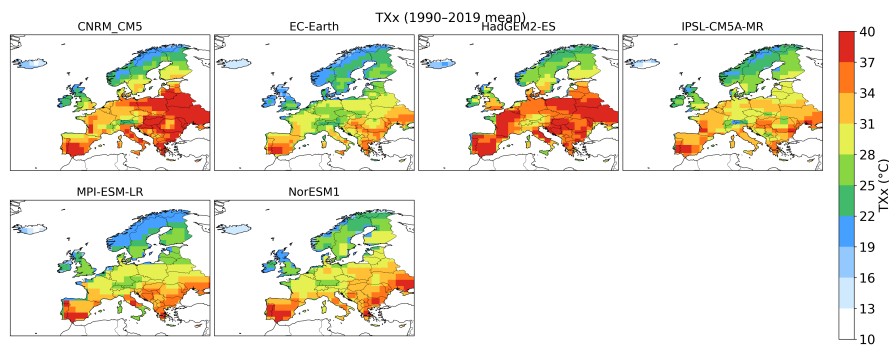 TXx (1990–2019 mean)
CNRM_CM5
EC-Earth
HadGEM2-ES
IPSL-CM5A-MR
MPI-ESM-LR
NorESM1
40
37
34
31
28
25
22
19
16
13
10
TXx (°C)